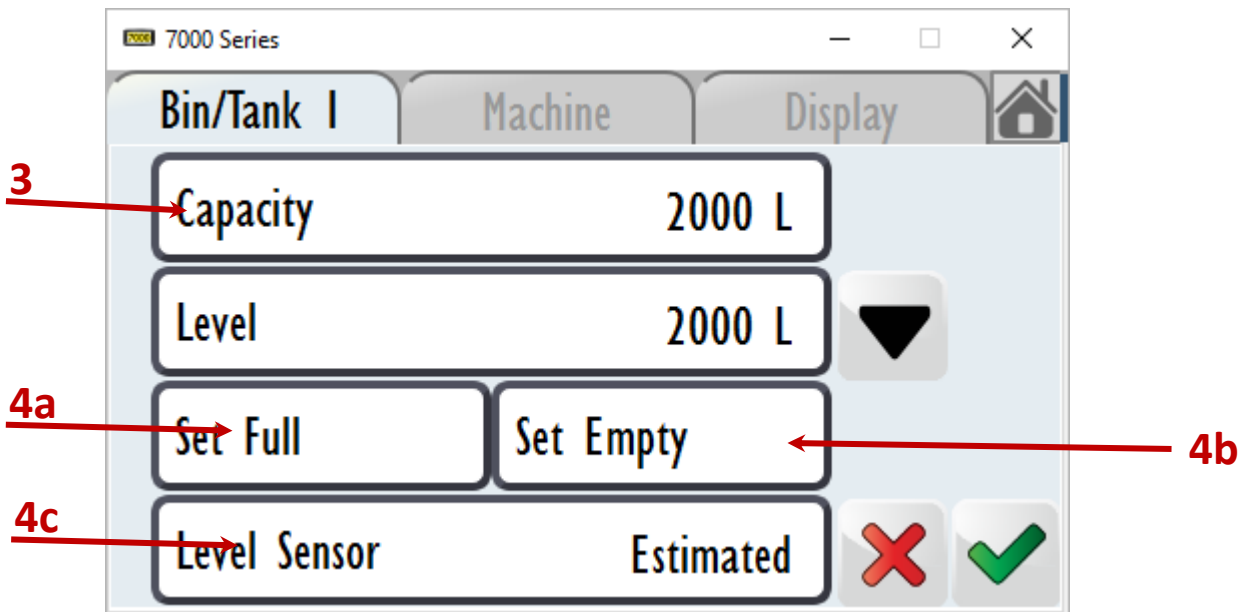 7000 7000 Series
Bin/Tank 1 Machine Display
3
Capacity 2000 L
Level 2000 L
4a
Set Full Set Empty
4b
4c
Level Sensor Estimated